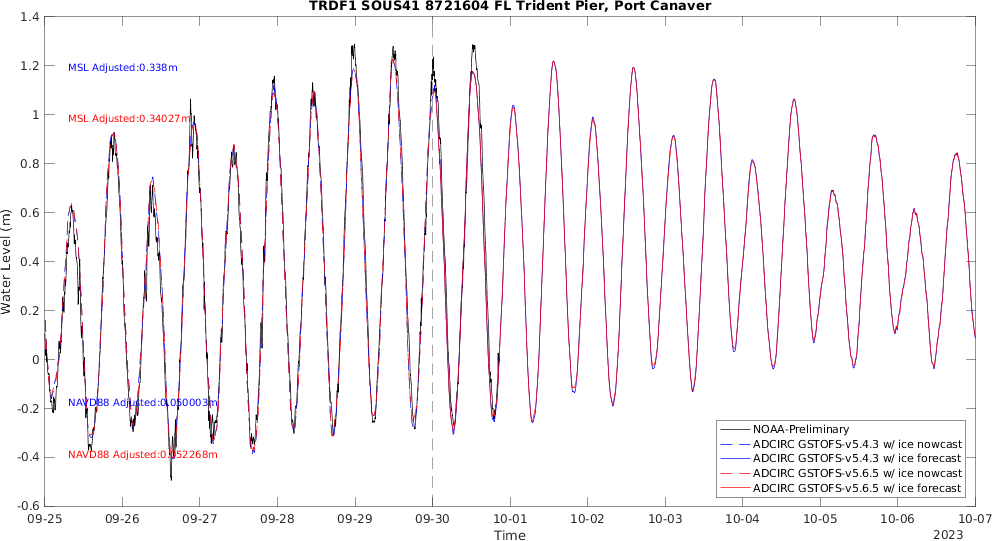 TRDF1 SOUS41 8721604 FL Trident Pier, Port Canaver
1.4
1.2
1
0.8
0.6
0.4
0.2
0
-0.2
-0.4
-0.6
Water Level (m)
MSL Adjusted:0.338m
MSL Adjusted:0.34027m
NAVD88 Adjusted:0.050003m
NAVD88 Adjusted:0.052268m
NOAA-Preliminary
ADCIRC GSTOFS-v5.4.3 w/ ice nowcast
ADCIRC GSTOFS-v5.4.3 w/ ice forecast
ADCIRC GSTOFS-v5.6.5 w/ ice nowcast
ADCIRC GSTOFS-v5.6.5 w/ ice forecast
09-25 09-26 09-27 09-28 09-29 09-30 10-01 10-02 10-03 10-04 10-05 10-06 10-07
Time
2023